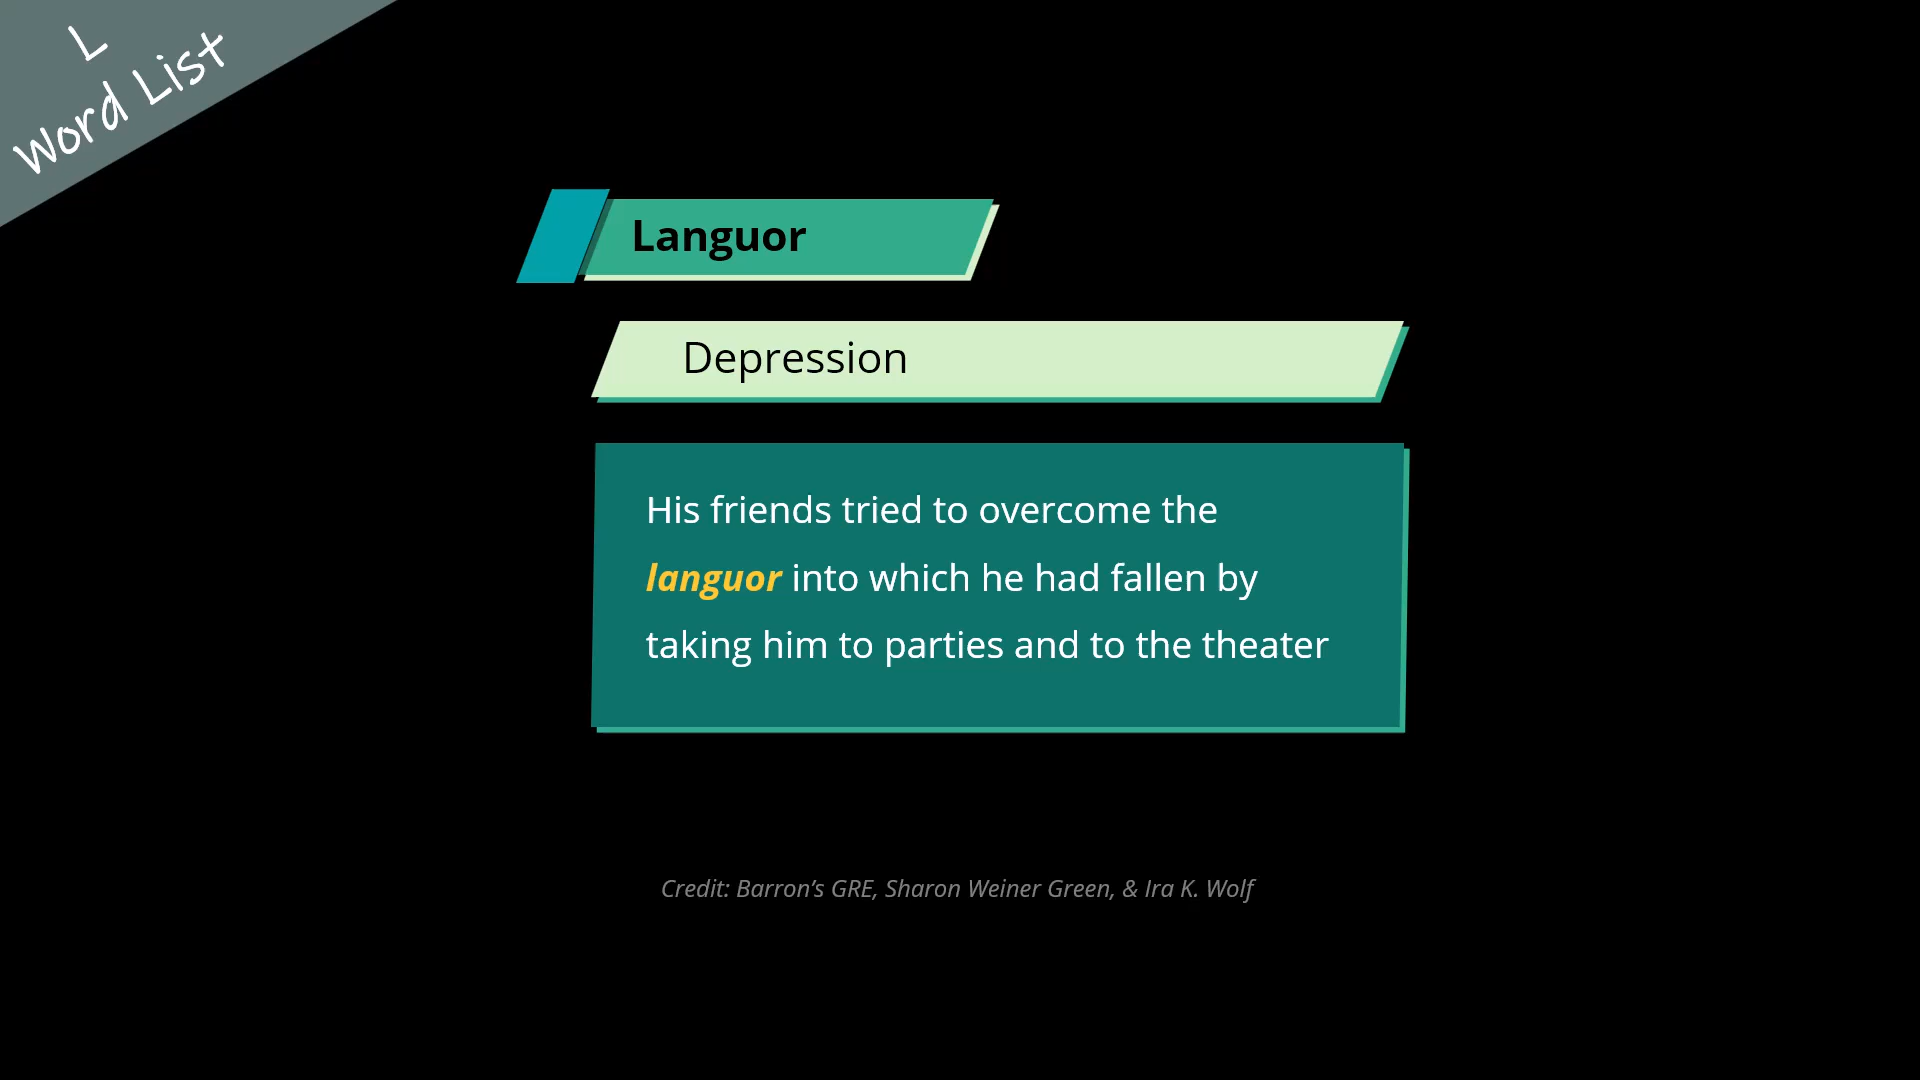 L
Word List
Languor
Depression
His friends tried to overcome the
languor into which he had fallen by
taking him to parties and to the theater
Credit: Barron’s GRE, Sharon Weiner Green, & Ira K. Wolf